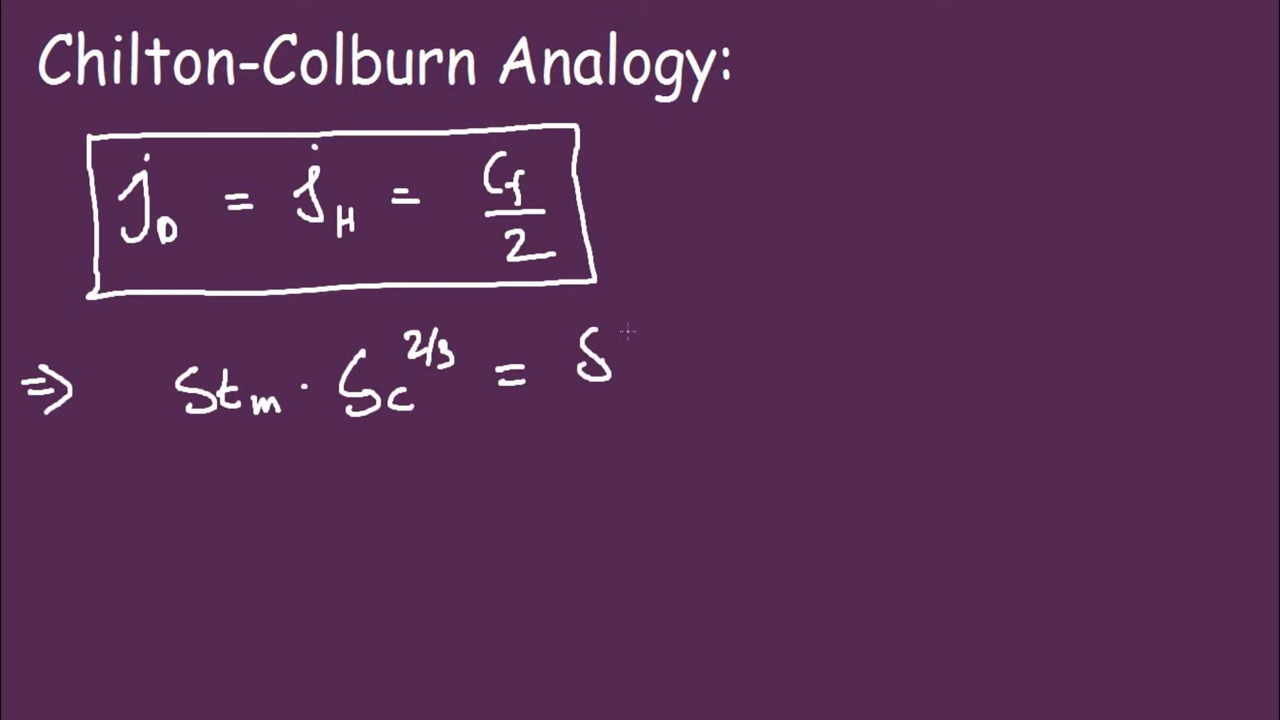 Chilton-Colburn Analogy:
j_D = j_H = C_f/2
⇒ St_m · Sc^{2/3} = S